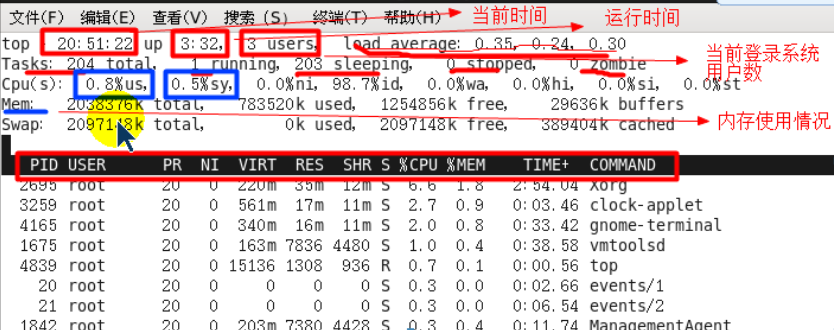 文件(F) 编辑(E) 查看(V) 搜索 (S) 终端(T) 帮助(H) 当前时间 运行时间
top 20:51:22 up 3:32, 3 users, load average: 0.35, 0.24, 0.30
当前登录系统
用户数
Tasks: 204 total, 1 running, 203 sleeping, 0 stopped, 0 zombie
Cpu(s): 0.8%us, 0.5%sy, 0.0%ni, 98.7%id, 0.0%wa, 0.0%hi, 0.0%si, 0.0%st
Mem: 2038376k total, 783520k used, 1254856k free, 29636k buffers
内存使用情况
Swap: 2097148k total, 0k used, 2097148k free, 389404k cached
PID USER PR NI VIRT RES SHR S %CPU %MEM TIME+ COMMAND
2695 root 20 0 220m 35m 12m S 6.6 1.8 2:54.04 Xorg
3259 root 20 0 561m 17m 11m S 2.7 0.9 0:03.46 clock-applet
4165 root 20 0 340m 16m 11m S 2.0 0.8 0:33.42 gnome-terminal
1675 root 20 0 163m 7836 4480 S 1.0 0.4 0:38.58 vmtoolsd
4839 root 20 0 15136 1308 936 R 0.7 0.1 0:00.56 top
20 root 20 0 0 0 0 S 0.3 0.0 0:02.66 events/1
21 root 20 0 0 0 0 S 0.3 0.0 0:06.54 events/2
1842 root 20 0 203m 7380 4428 S 0.3 0.4 0:11.74 ManagementAgent